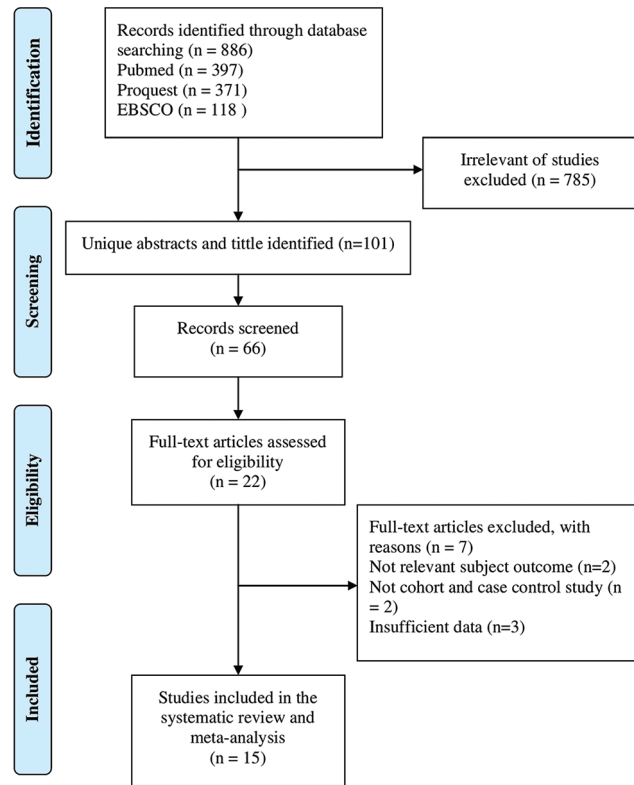 Identification
Records identified through database
searching (n = 886)
Pubmed (n = 397)
Proquest (n = 371)
EBSCO (n = 118 )
Irrelevant of studies
excluded (n = 785)
Screening
Unique abstracts and tittle identified (n=101)
Records screened
(n = 66)
Eligibility
Full-text articles assessed
for eligibility
(n = 22)
Full-text articles excluded, with
reasons (n = 7)
Not relevant subject outcome (n=2)
Not cohort and case control study (n
= 2)
Insufficient data (n=3)
Included
Studies included in the
systematic review and
meta-analysis
(n = 15)